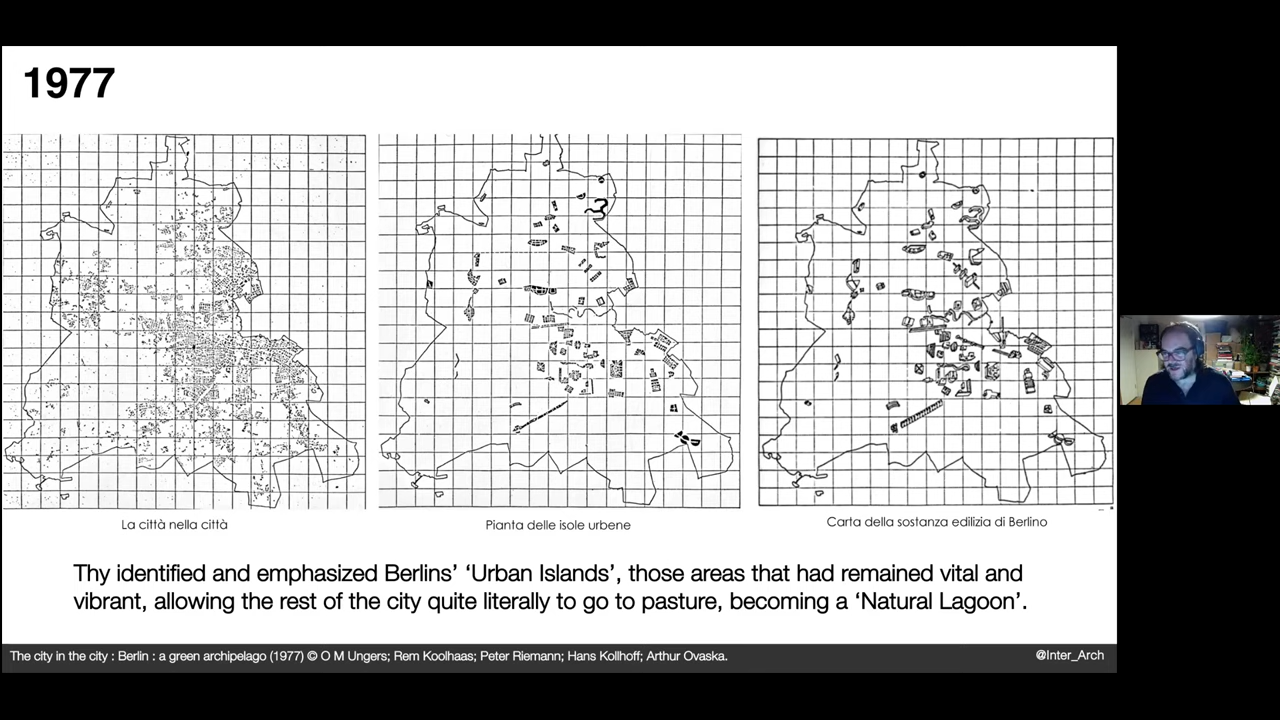 1977
La città nella città
Pianta delle isole urbene
Carta della sostanza edilizia di Berlino
Thy identified and emphasized Berlins’ ‘Urban Islands’, those areas that had remained vital and
vibrant, allowing the rest of the city quite literally to go to pasture, becoming a ‘Natural Lagoon’.
The city in the city : Berlin : a green archipelago (1977) © O M Ungers; Rem Koolhaas; Peter Riemann; Hans Kollhoff; Arthur Ovaska.
@Inter_Arch